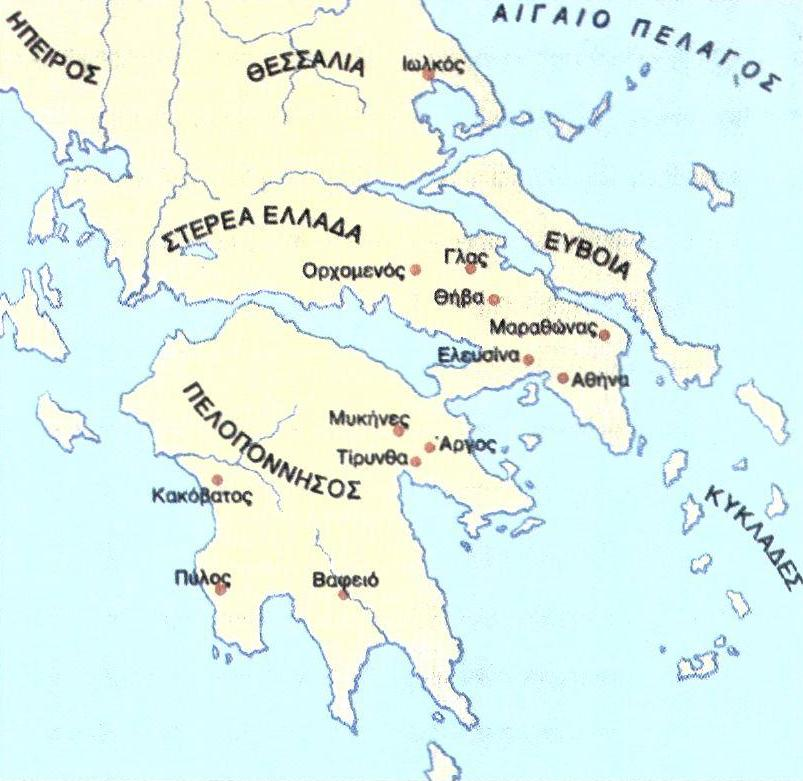 ΑΙΓΑΙΟ ΠΕΛΑΓΟΣ
ΗΠΕΙΡΟΣ
ΘΕΣΣΑΛΙΑ
Ιωλκός
ΣΤΕΡΕΑ ΕΛΛΑΔΑ
ΕΥΒΟΙΑ
Γλας
Ορχομενός
Θήβα
Μαραθώνας
Ελευσίνα
Αθήνα
ΠΕΛΟΠΟΝΝΗΣΟΣ
Μυκήνες
Άργος
Τίρυνθα
Κακόβατος
ΚΥΚΛΑΔΕΣ
Πύλος
Βαφειό